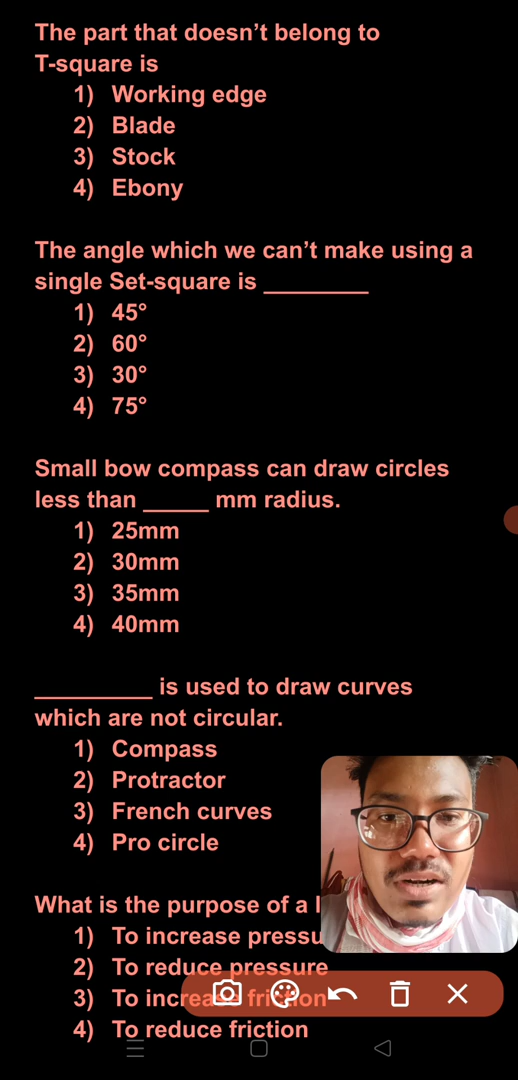 The part that doesn’t belong to
T-square is
1) Working edge
2) Blade
3) Stock
4) Ebony
The angle which we can’t make using a
single Set-square is ________
1) 45°
2) 60°
3) 30°
4) 75°
Small bow compass can draw circles
less than _____ mm radius.
1) 25mm
2) 30mm
3) 35mm
4) 40mm
_________ is used to draw curves
which are not circular.
1) Compass
2) Protractor
3) French curves
4) Pro circle
What is the purpose of a
1) To increase
2) To reduce pressure
3) To increase friction
4) To reduce friction